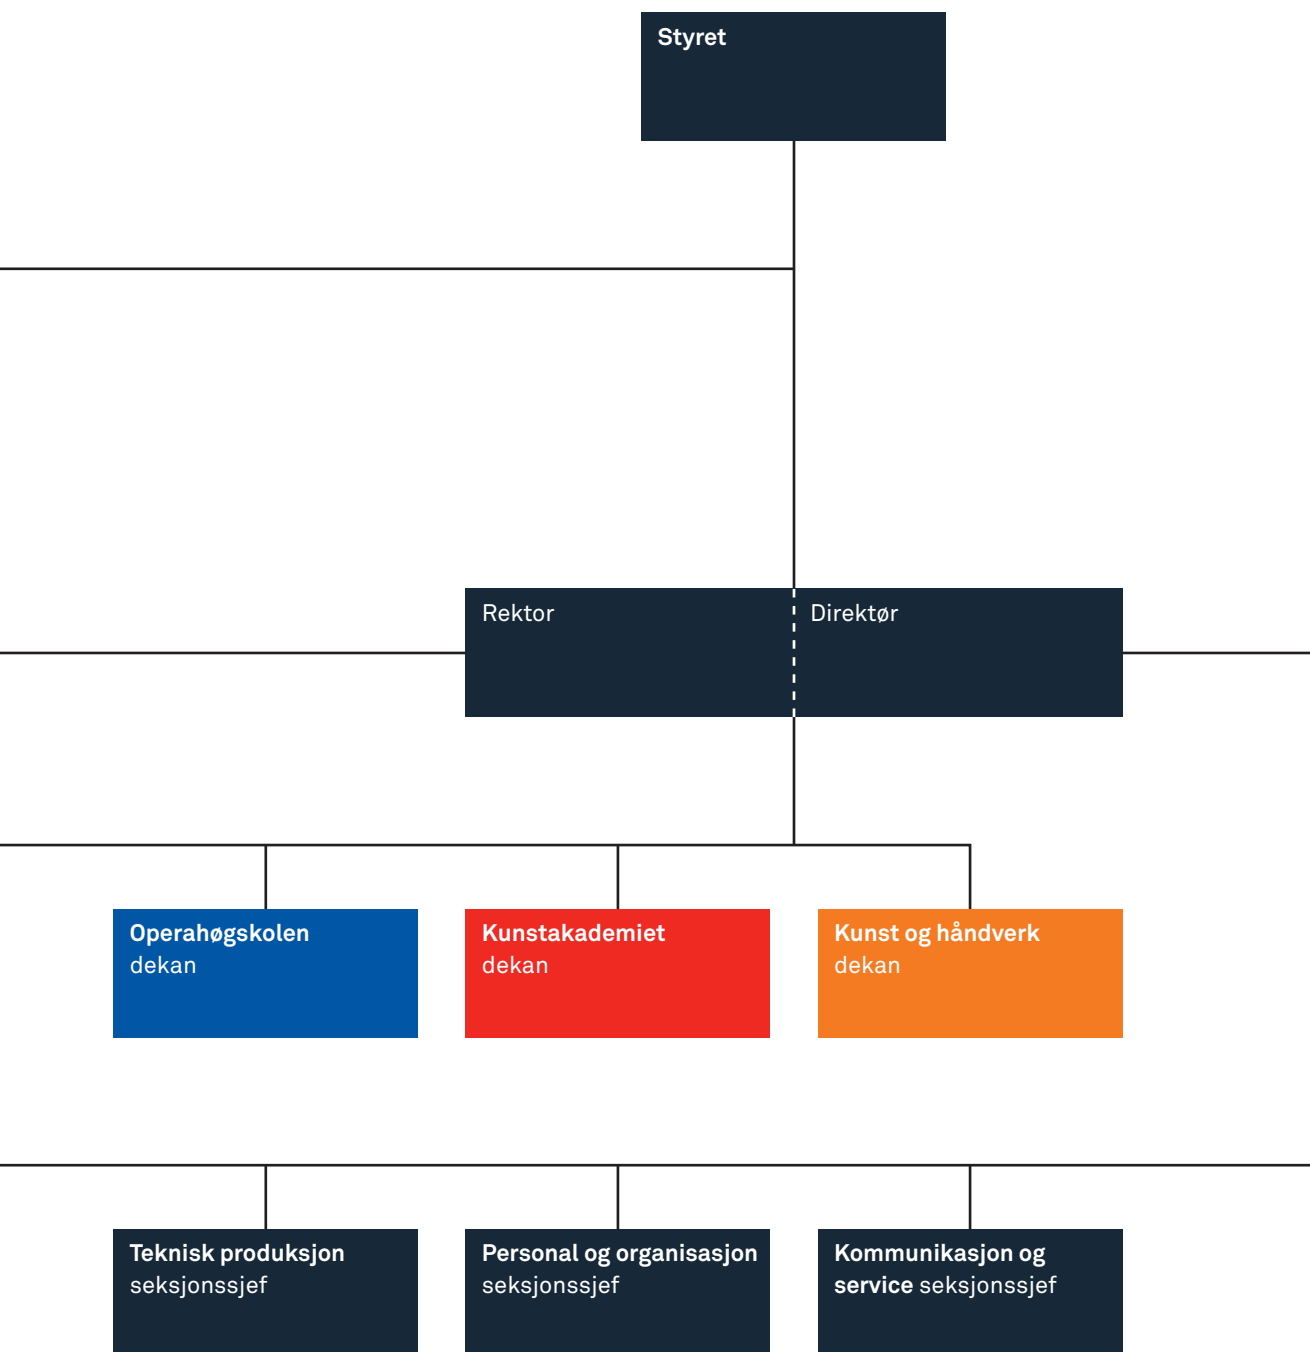 Styret
Rektor
Direktør
Operahøgskolen
dekan
Kunstakademiet
dekan
Kunst og håndverk
dekan
Teknisk produksjon
seksjonssjef
Personal og organisasjon
seksjonssjef
Kommunikasjon og
service seksjonssjef